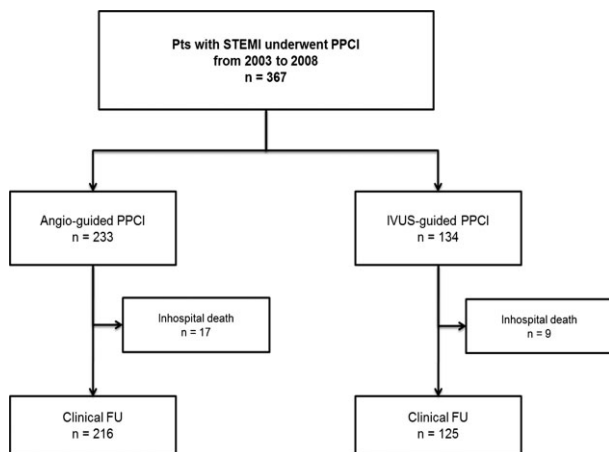 Pts with STEMI underwent PPCI
from 2003 to 2008
n = 367
Angio-guided PPCI
n = 233
IVUS-guided PPCI
n = 134
Inhospital death
n = 17
Inhospital death
n = 9
Clinical FU
n = 216
Clinical FU
n = 125